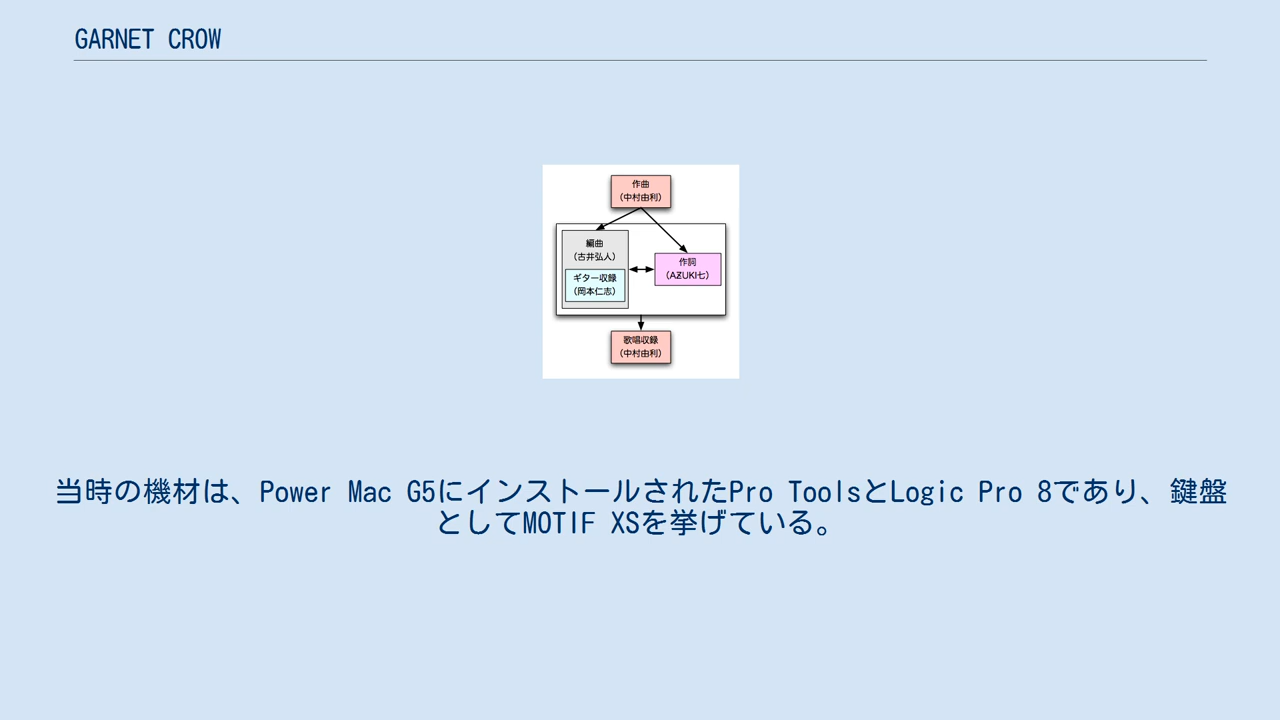 GARNET CROW
作曲
（中村由利）
編曲
（古井弘人）
作詞
（AZUKI七）
ギター収録
（岡本仁志）
歌唱収録
（中村由利）
当時の機材は、Power Mac G5にインストールされたPro ToolsとLogic Pro 8であり、鍵盤
としてMOTIF XSを挙げている。